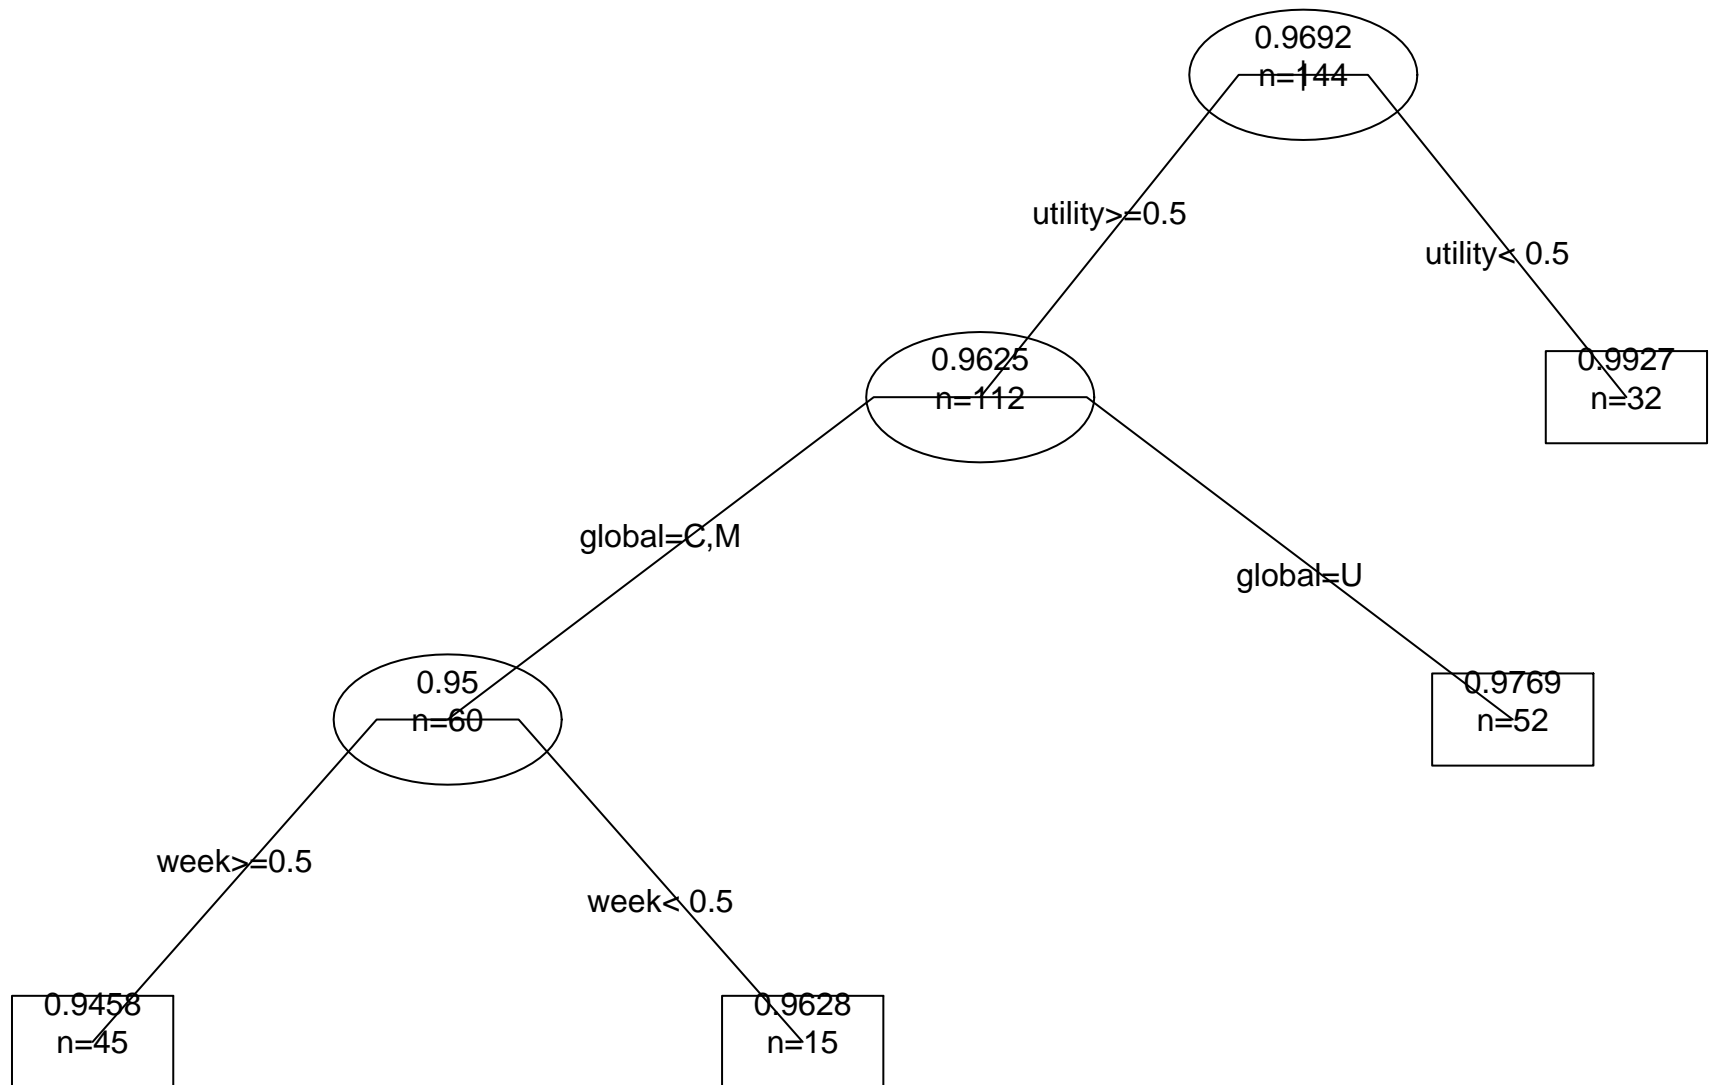 0.9692
n=144
utility>=0.5
utility< 0.5
0.9625
n=112
0.9927
n=32
global=C,M
global=U
0.95
n=60
0.9769
n=52
week>=0.5
week< 0.5
0.9458
n=45
0.9628
n=15